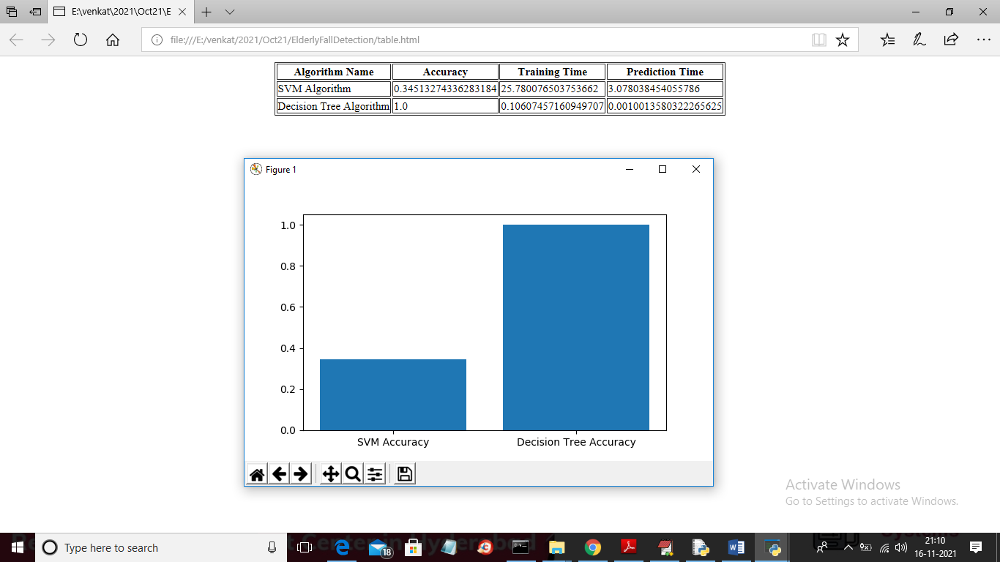 E:\venkat\2021\Oct21\E
file:///E:/venkat/2021/Oct21/ElderlyFallDetection/table.html
Algorithm Name Accuracy Training Time Prediction Time
SVM Algorithm 0.34513274336283184 25.780076503753662 3.078038454055786
Decision Tree Algorithm 1.0 0.10607457160949707 0.0010013580322265625
Figure 1
1.0
0.8
0.6
0.4
0.2
0.0
SVM Accuracy Decision Tree Accuracy
Activate Windows
Go to Settings to activate Windows.
Type here to search
18
21:10
16-11-2021